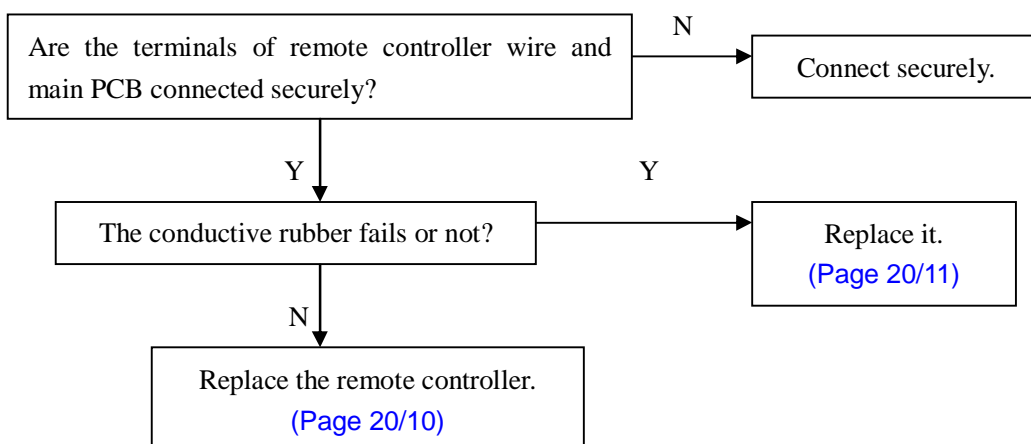 Are the terminals of remote controller wire and
main PCB connected securely?
N
Connect securely.
Y
Y
The conductive rubber fails or not?
Replace it.
(Page 20/11)
N
Replace the remote controller.
(Page 20/10)